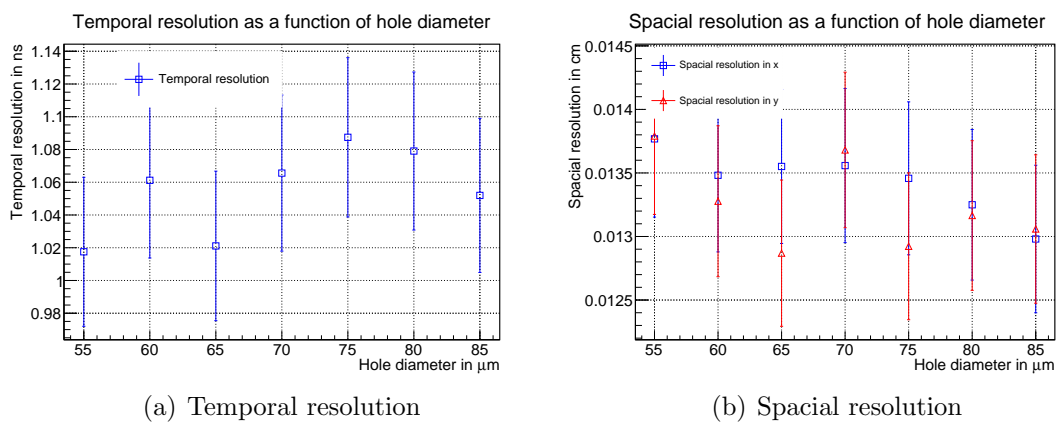 Temporal resolution as a function of hole diameter
Temporal resolution in ns
1.14
1.12
1.1
1.08
1.06
1.04
1.02
1
0.98
Temporal resolution
55 60 65 70 75 80 85
Hole diameter in μm
(a) Temporal resolution
Spacial resolution as a function of hole diameter
Spacial resolution in cm
0.0145
0.014
0.0135
0.013
0.0125
Spacial resolution in x
Spacial resolution in y
55 60 65 70 75 80 85
Hole diameter in μm
(b) Spacial resolution